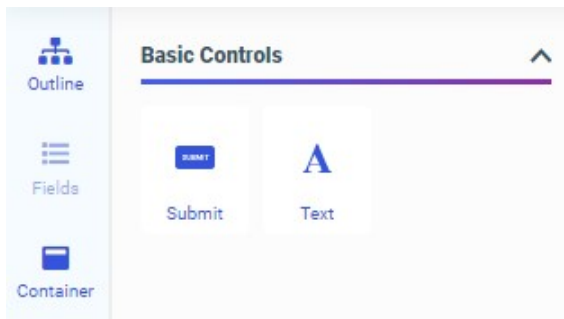 Outline
Fields
Container
Basic Controls
SUBMIT
Submit
A
Text